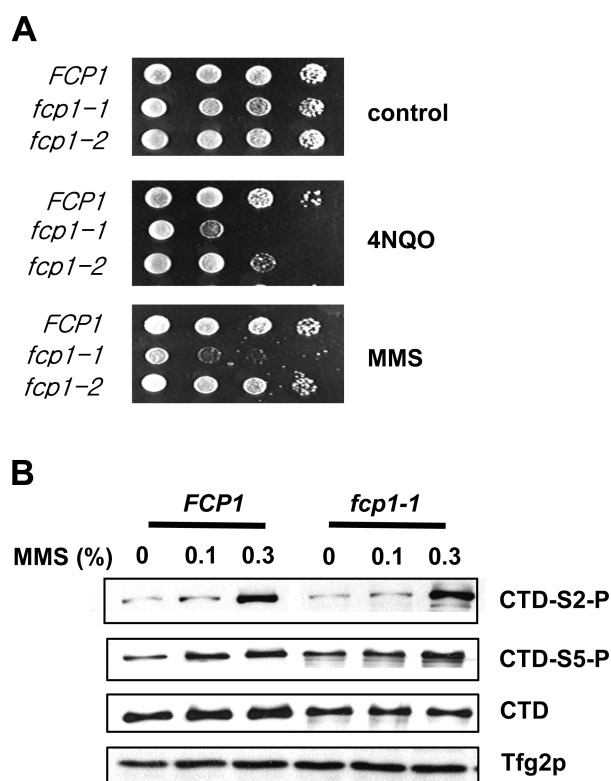 A
FCP1
fcp1-1
fcp1-2
control
FCP1
fcp1-1
fcp1-2
4NQO
FCP1
fcp1-1
fcp1-2
MMS
B
FCP1 fcp1-1
MMS (%) 0 0.1 0.3 0 0.1 0.3
CTD-S2-P
CTD-S5-P
CTD
Tfg2p